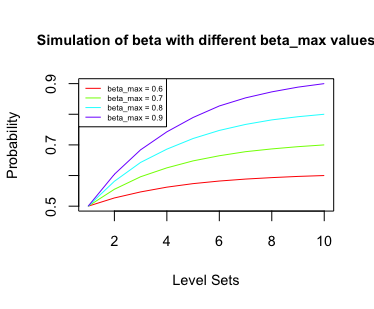 Simulation of beta with different beta_max values
beta_max = 0.6
beta_max = 0.7
beta_max = 0.8
beta_max = 0.9
Probability
0.9
0.7
0.5
2 4 6 8 10
Level Sets